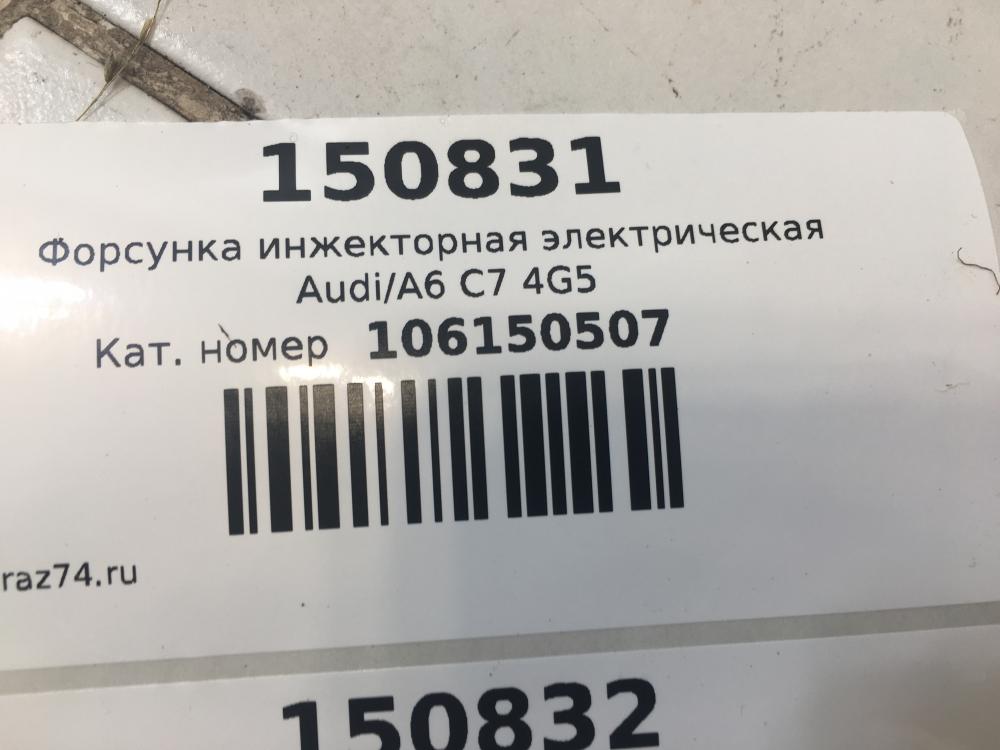 150831
Форсунка инжекторная электрическая
Audi/A6 C7 4G5
Кат. номер 106150507
raz74.ru
150832